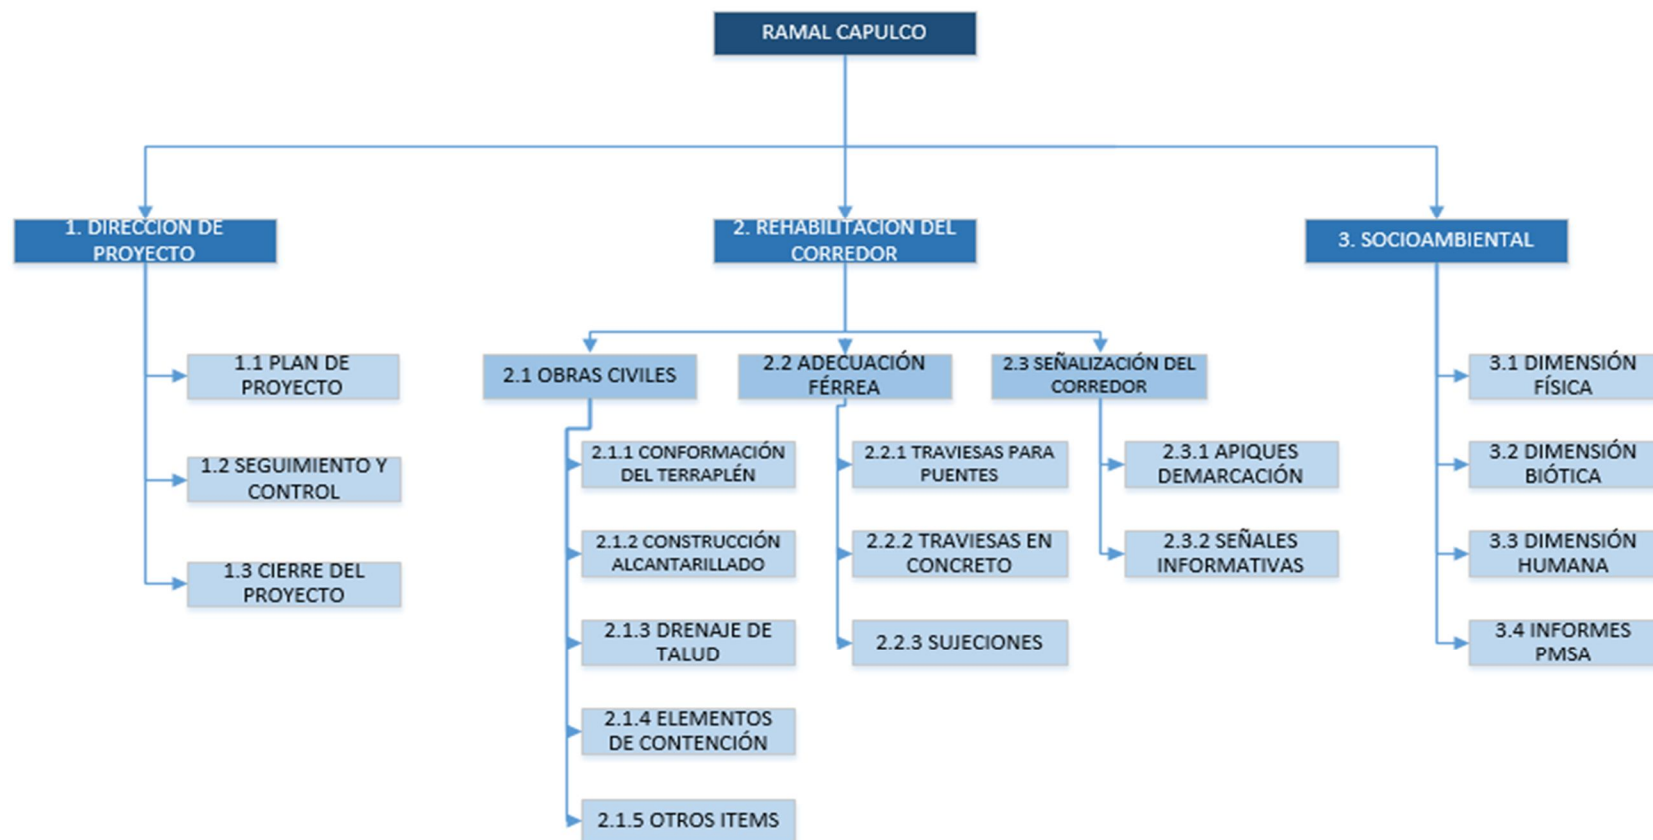 RAMAL CAPULCO
1. DIRECCION DE
PROYECTO
2. REHABILITACION DEL
CORREDOR
3. SOCIOAMBIENTAL
1.1 PLAN DE
PROYECTO
1.2 SEGUIMIENTO Y
CONTROL
1.3 CIERRE DEL
PROYECTO
2.1 OBRAS CIVILES
2.1.1 CONFORMACIÓN
DEL TERRAPLÉN
2.1.2 CONSTRUCCIÓN
ALCANTARILLADO
2.1.3 DRENAJE DE
TALUD
2.1.4 ELEMENTOS
DE CONTENCIÓN
2.1.5 OTROS ITEMS
2.2 ADECUACIÓN
FÉRREA
2.2.1 TRAVIESAS PARA
PUENTES
2.2.2 TRAVIESAS EN
CONCRETO
2.2.3 SUJECIONES
2.3 SEÑALIZACIÓN DEL
CORREDOR
2.3.1 APIQUES
DEMARCACIÓN
2.3.2 SEÑALES
INFORMATIVAS
3.1 DIMENSIÓN
FÍSICA
3.2 DIMENSIÓN
BIÓTICA
3.3 DIMENSIÓN
HUMANA
3.4 INFORMES
PMSA